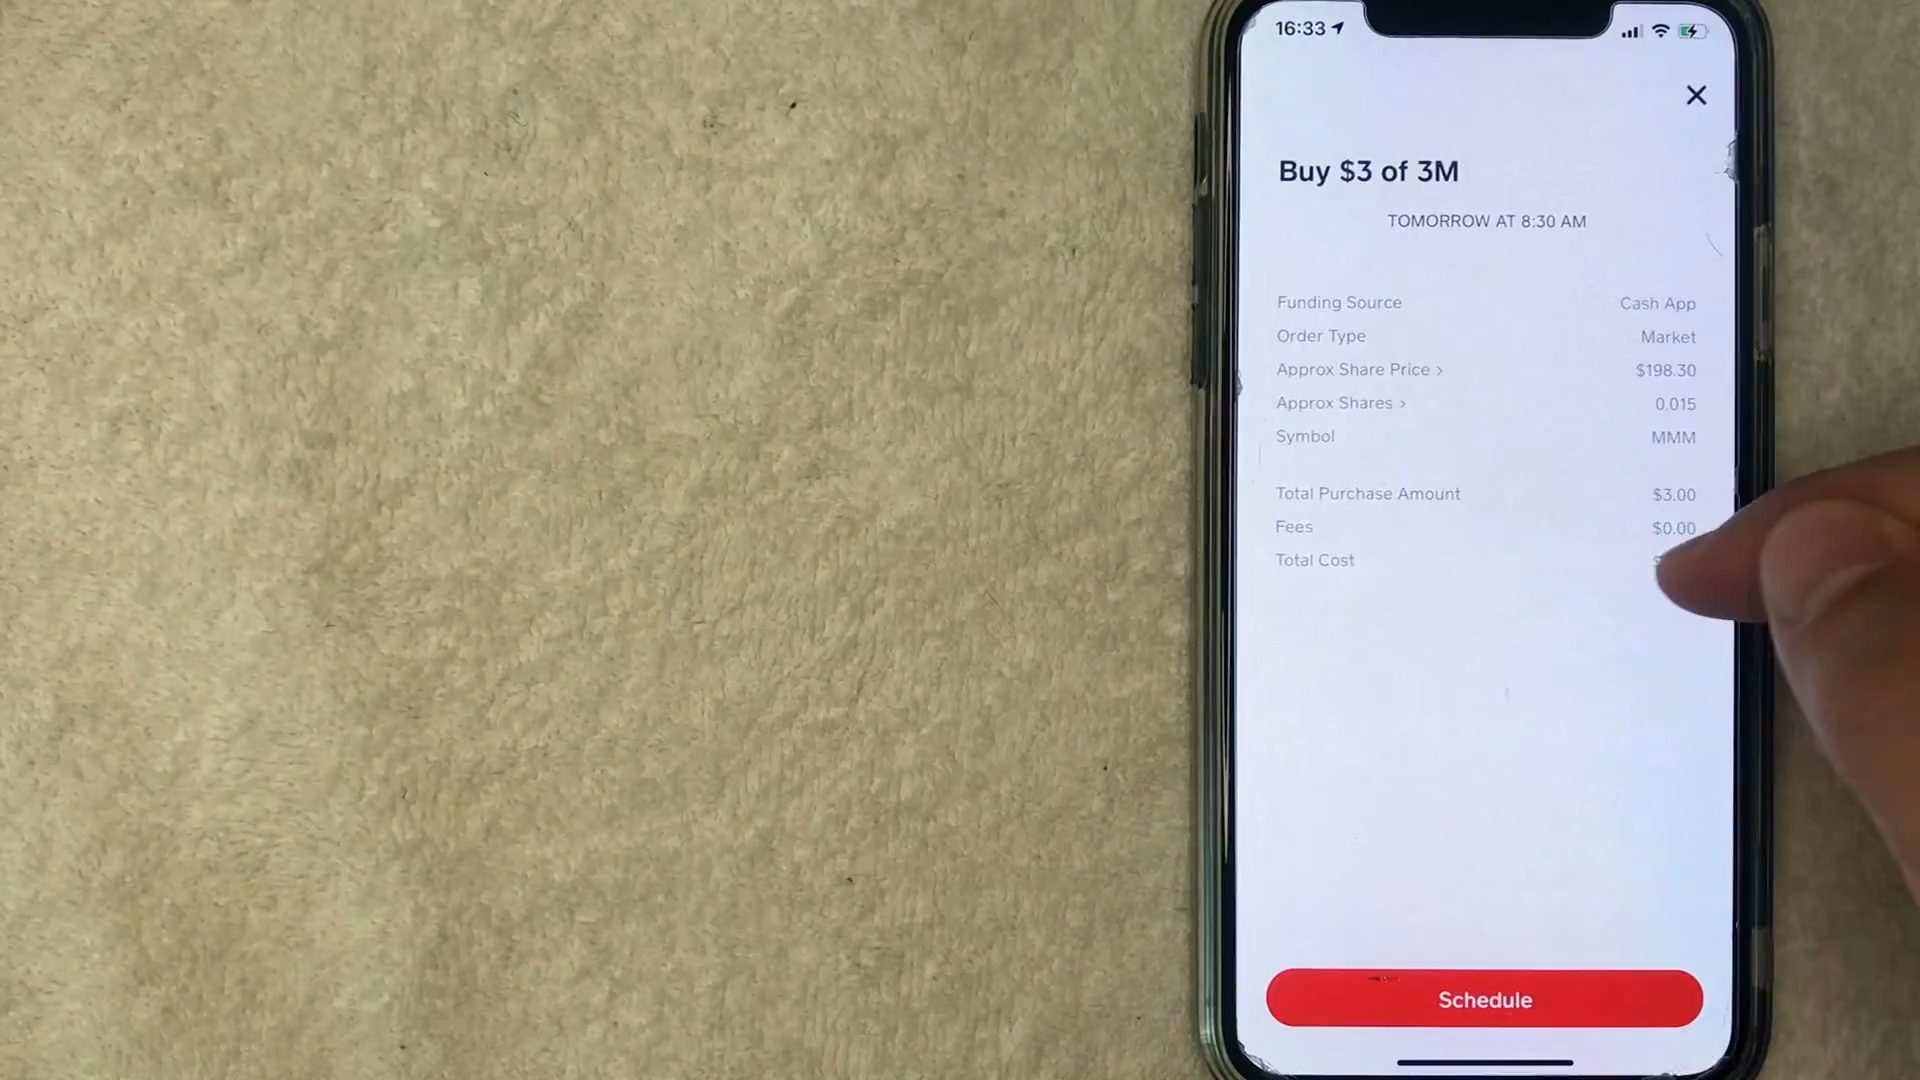 16:33
Buy $3 of 3M
TOMORROW AT 8:30 AM
Funding Source Cash App
Order Type Market
Approx Share Price › $198.30
Approx Shares › 0.015
Symbol MMM
Total Purchase Amount $3.00
Fees $0.00
Total Cost
Schedule